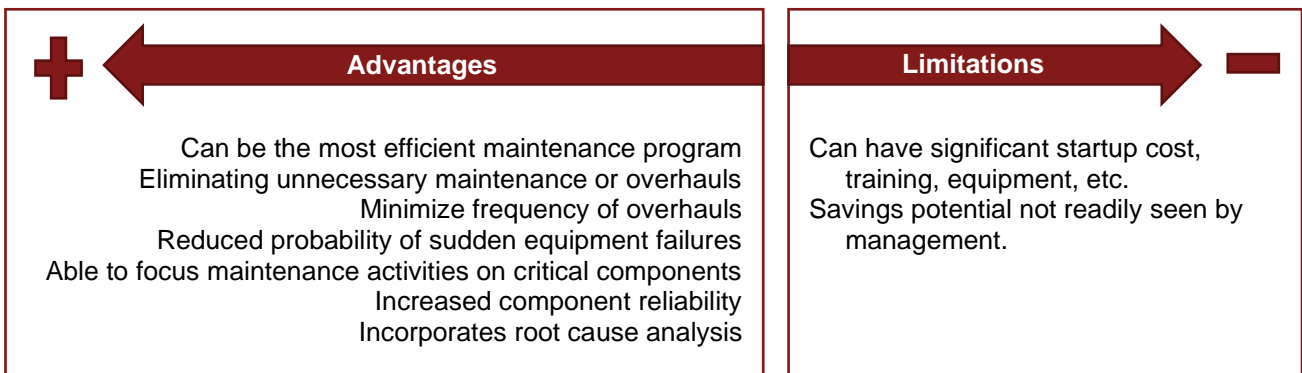 Advantages
Can be the most efficient maintenance program
Eliminating unnecessary maintenance or overhauls
Minimize frequency of overhauls
Reduced probability of sudden equipment failures
Able to focus maintenance activities on critical components
Increased component reliability
Incorporates root cause analysis
Limitations
Can have significant startup cost,
training, equipment, etc.
Savings potential not readily seen by
management.